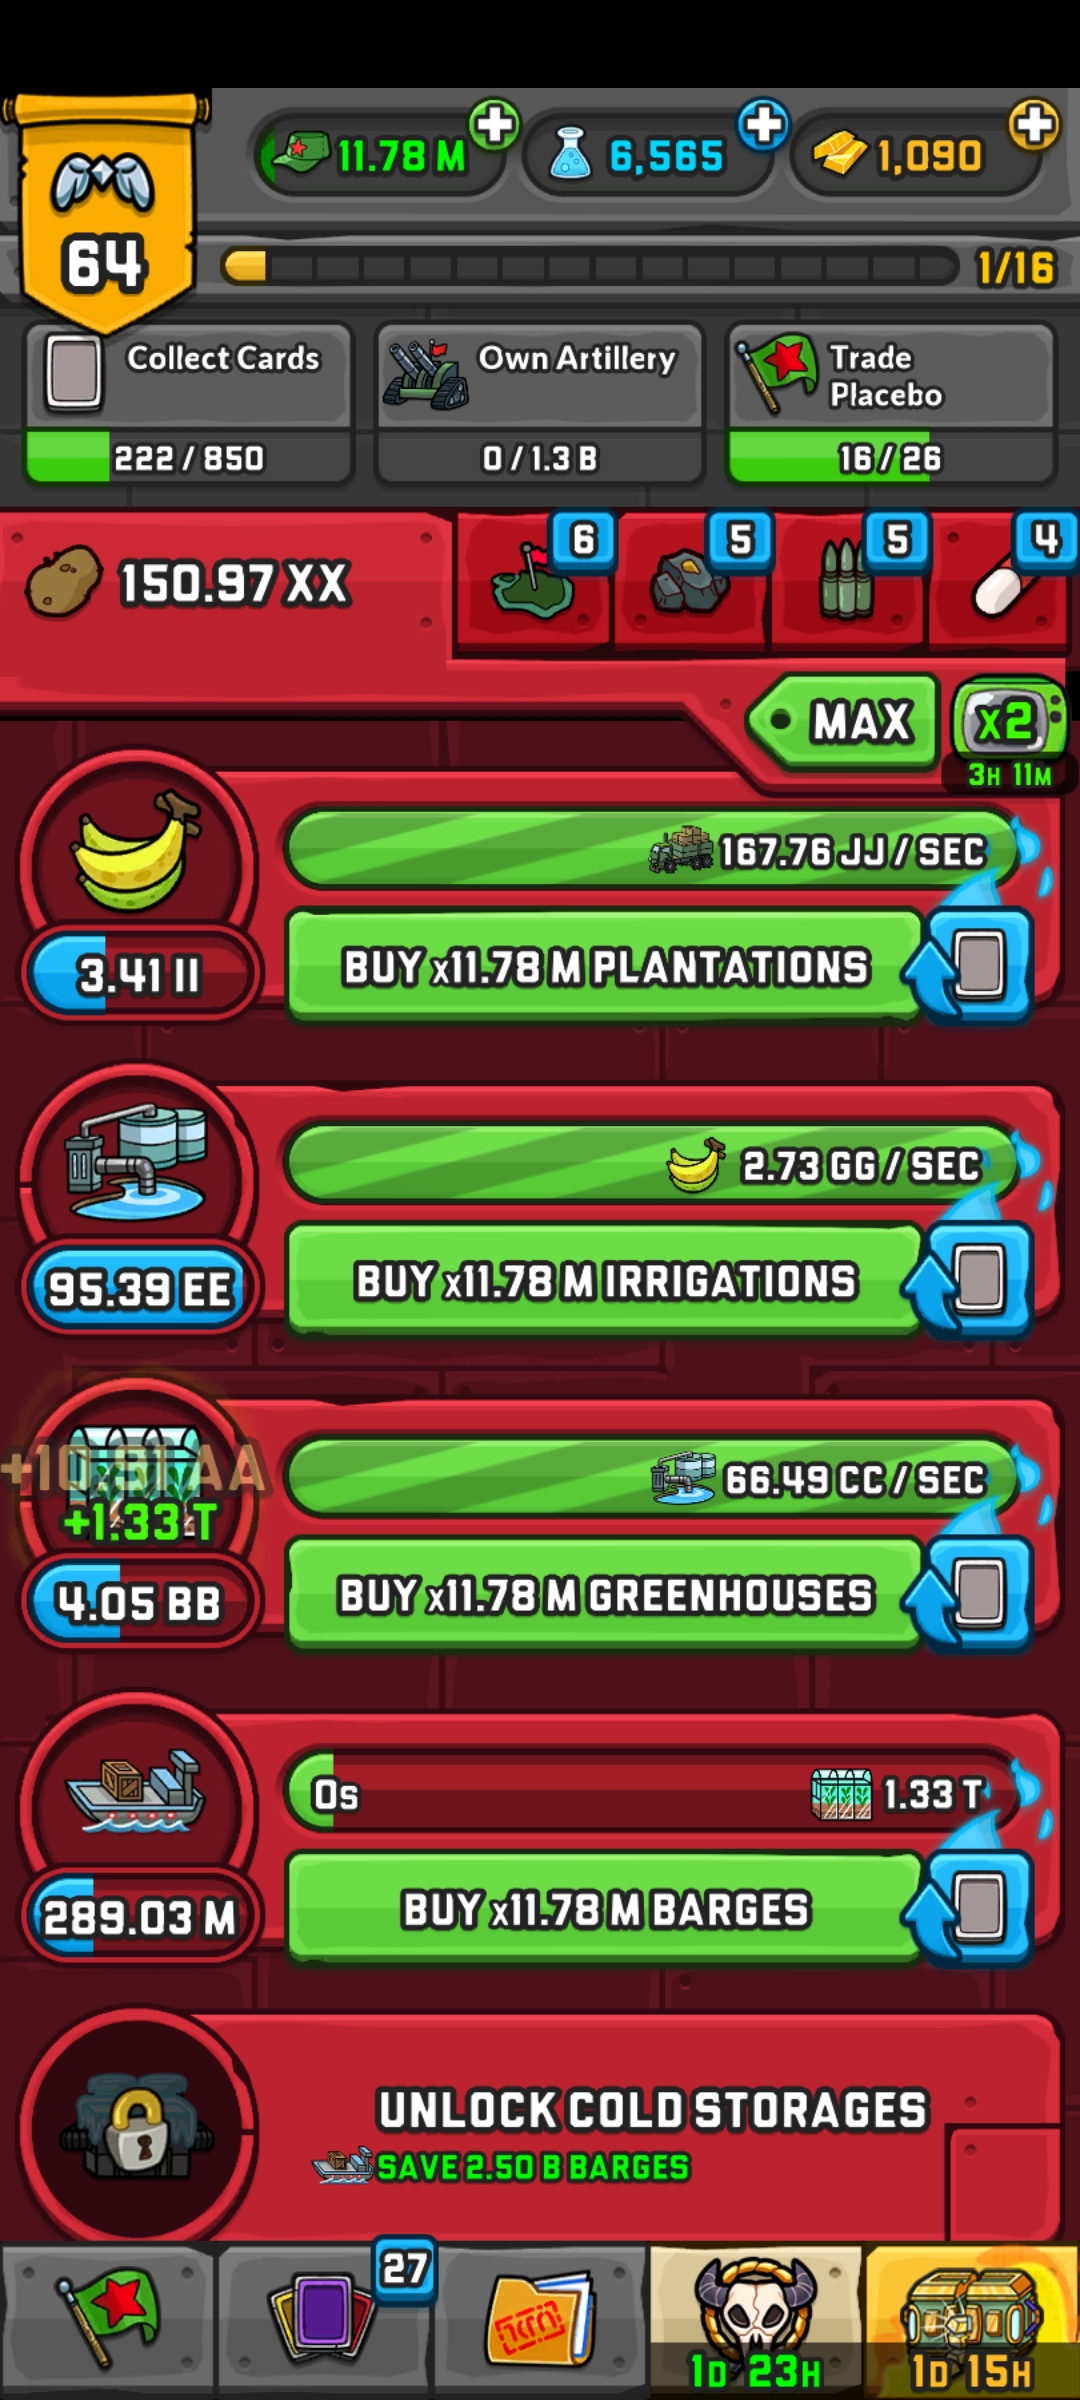 64
11.78 M
6,565
1,090
1/16
Collect Cards
222 / 850
Own Artillery
0 / 1.3 B
Trade
Placebo
16 / 26
150.97 XX
6
5
5
4
MAX
x2
3H 11M
167.76 JJ / SEC
3.41 II
BUY x11.78 M PLANTATIONS
2.73 GG / SEC
95.39 EE
BUY x11.78 M IRRIGATIONS
66.49 CC / SEC
+1.33 T
4.05 BB
BUY x11.78 M GREENHOUSES
0s
1.33 T
289.03 M
BUY x11.78 M BARGES
UNLOCK COLD STORAGES
SAVE 2.50 B BARGES
27
1D 23H
1D 15H